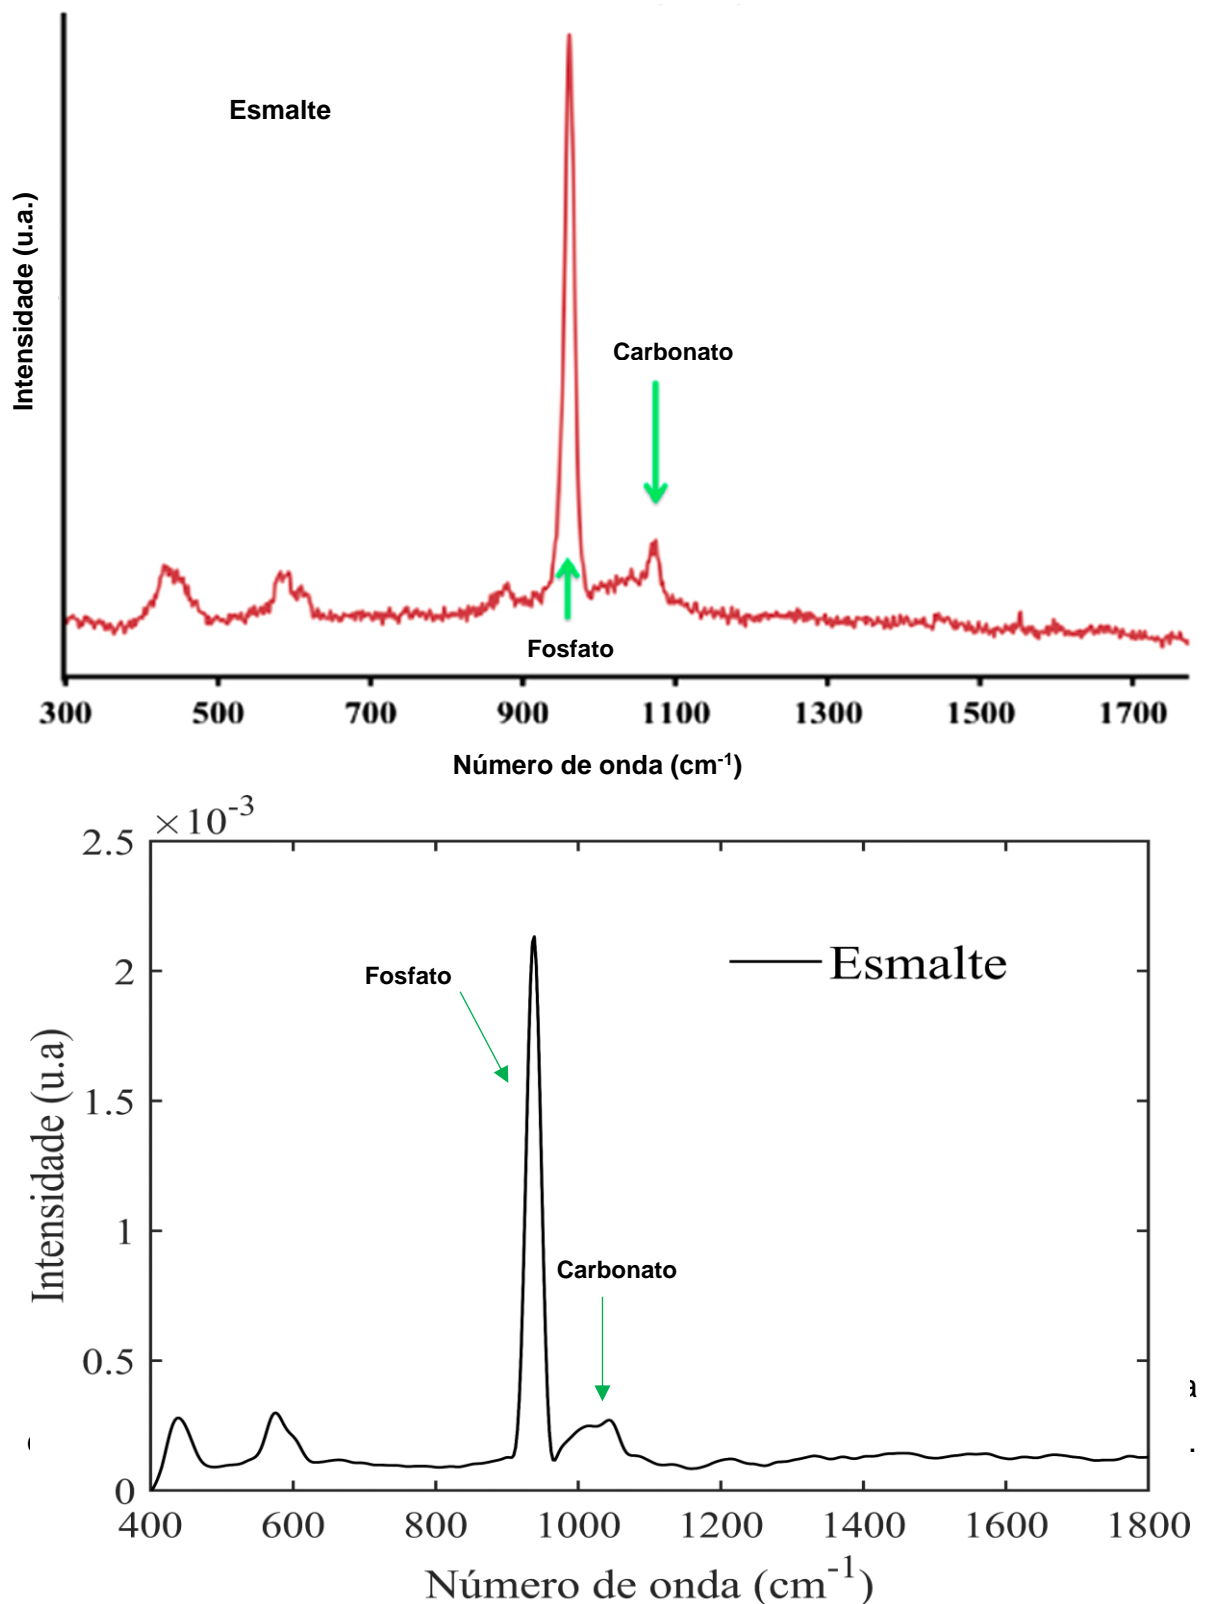 Esmalte
Intensidade (u.a.)
Carbonato
Fosfato
300 500 700 900 1100 1300 1500 1700
Número de onda (cm-1)
×10-3
2.5
Esmalte
2
Fosfato
Intensidade (u.a)
1.5
1
Carbonato
0.5
a
.
0
400 600 800 1000 1200 1400 1600 1800
Número de onda (cm-1)